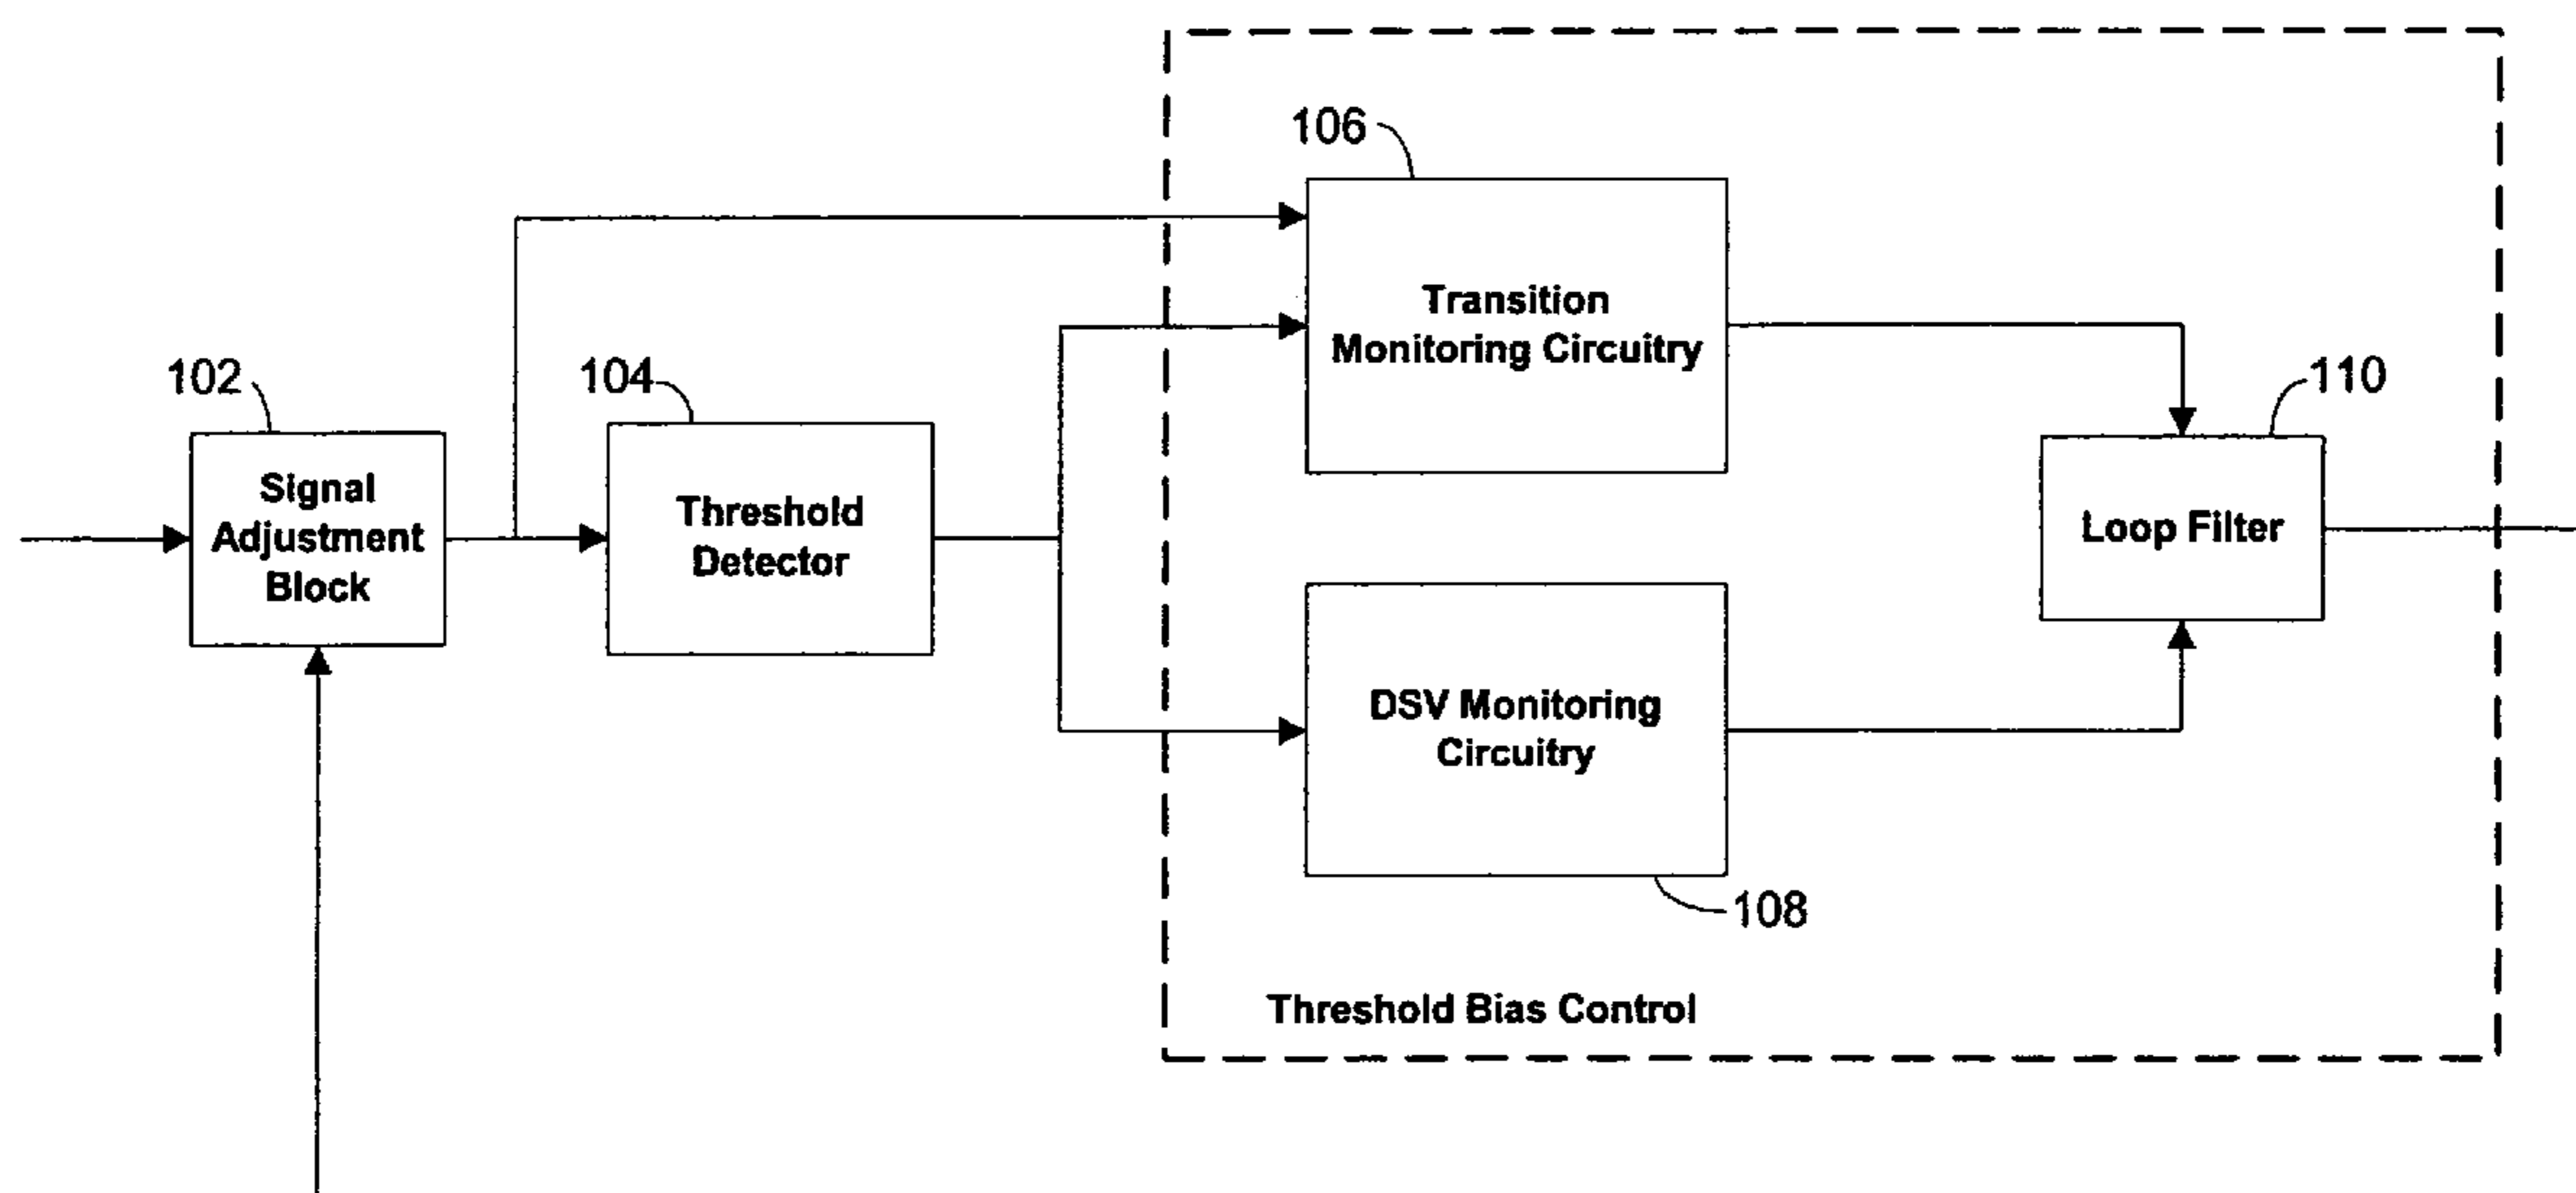 106
Transition
Monitoring Circuitry
102
104
110
Signal
Adjustment
Block
Threshold
Detector
Loop Filter
DSV Monitoring
Circuitry
108
Threshold Bias Control